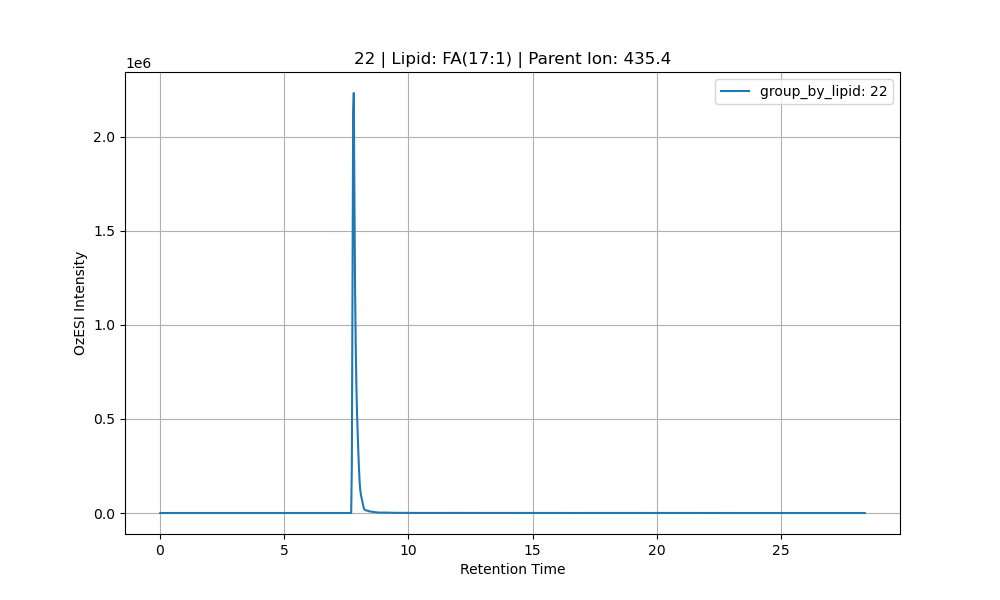 22 | Lipid: FA(17:1) | Parent Ion: 435.4
1e6
group_by_lipid: 22
2.0
1.5
1.0
0.5
0.0
OzESI Intensity
0 5 10 15 20 25
Retention Time